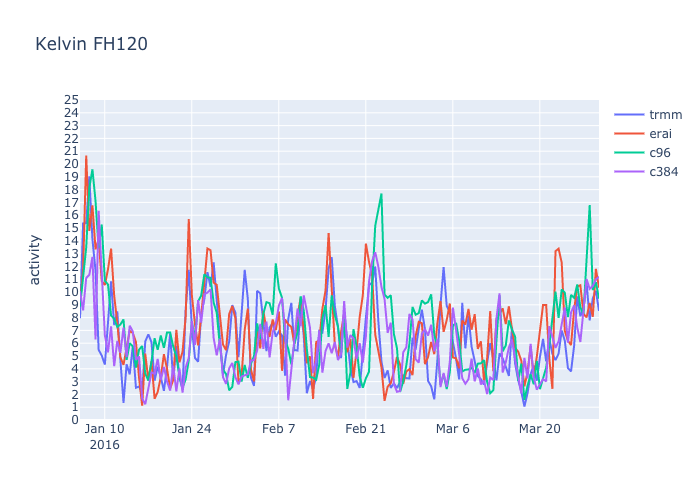 Kelvin FH120
25
24
23
22
21
20
19
18
17
16
15
14
13
12
11
10
9
8
7
6
5
4
3
2
1
0
activity
Jan 10
2016
Jan 24
Feb 7
Feb 21
Mar 6
Mar 20
trmm
erai
c96
c384